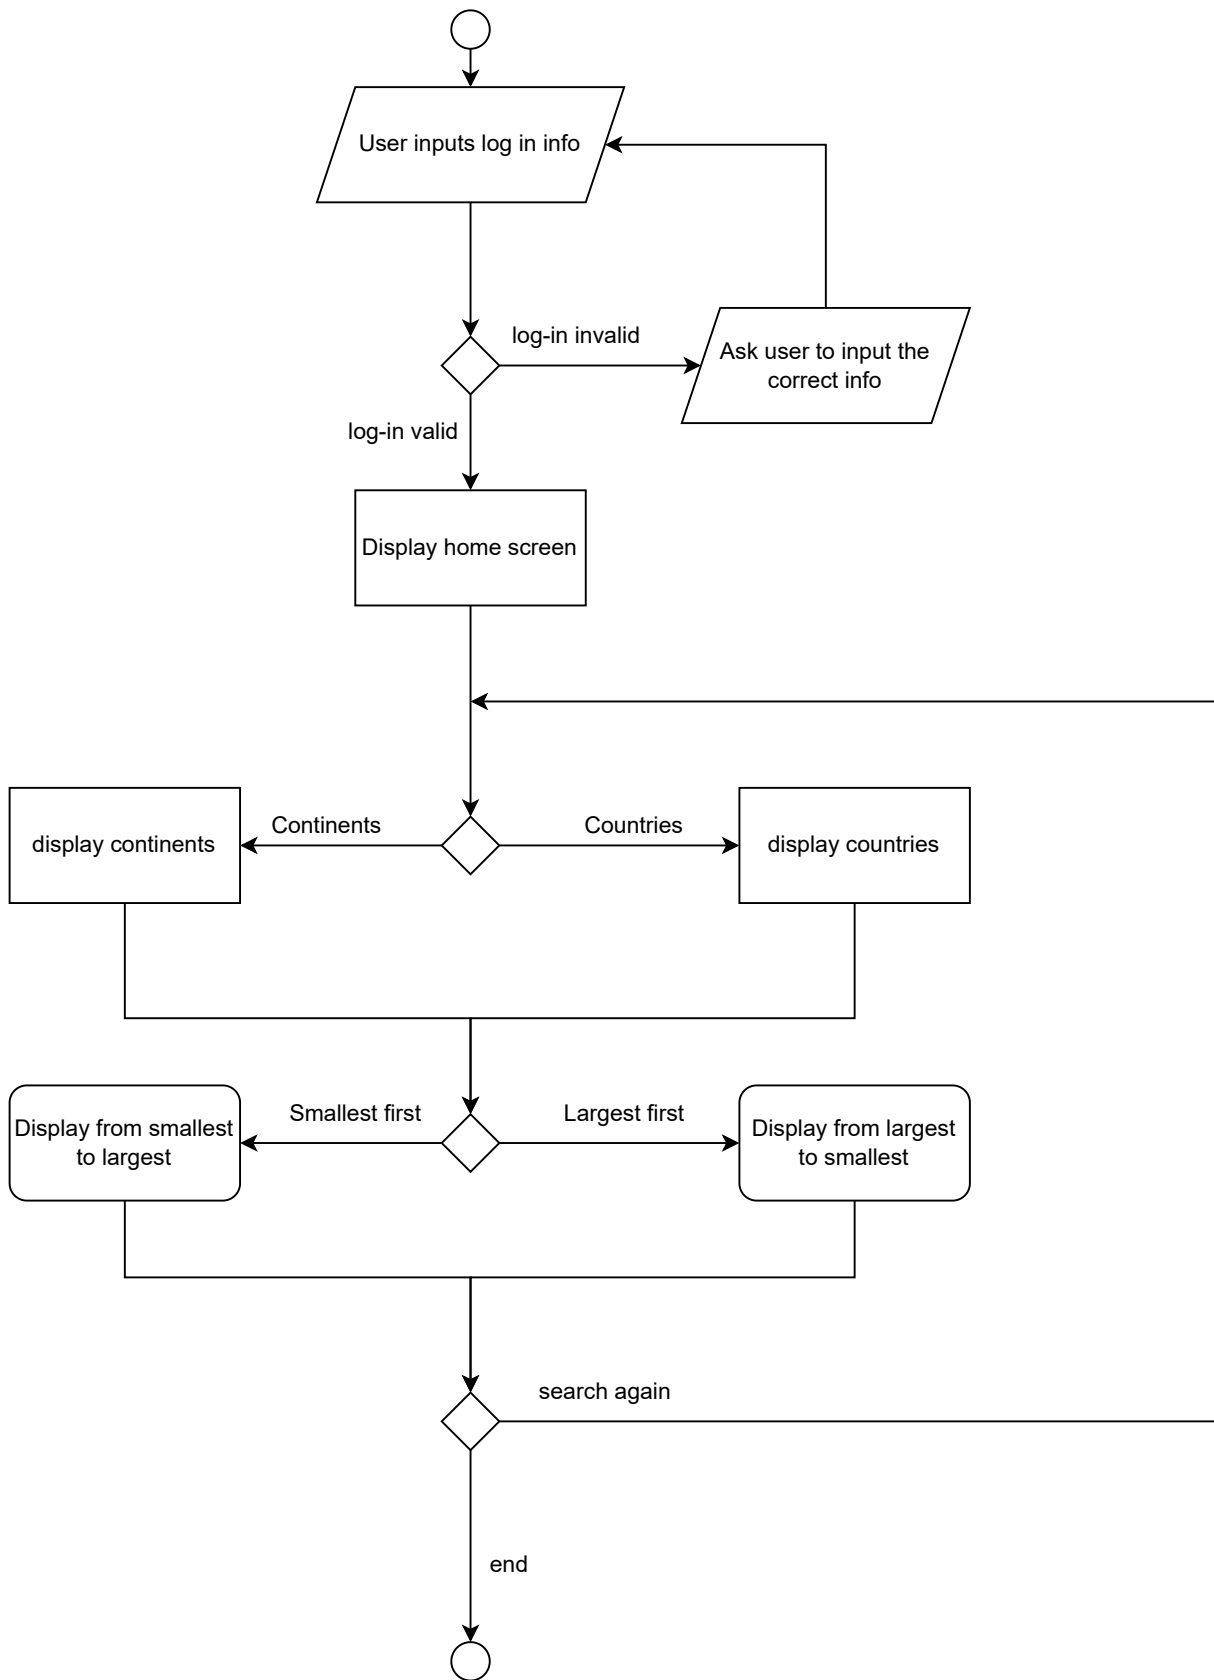 User inputs log in info
log-in invalid
Ask user to input the
correct info
log-in valid
Display home screen
Continents
Countries
display continents
display countries
Smallest first
Largest first
Display from smallest
to largest
Display from largest
to smallest
search again
end